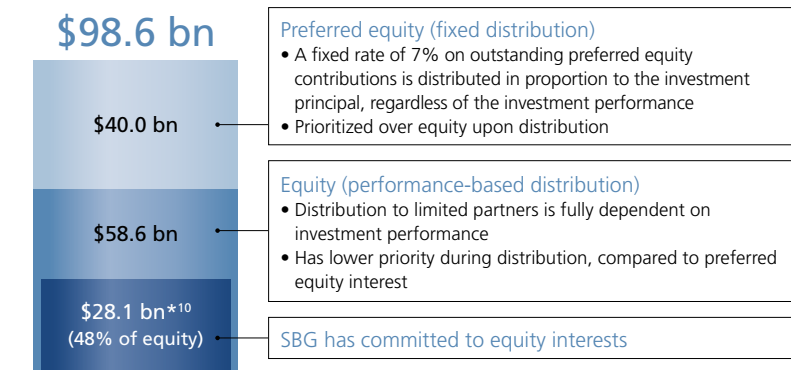 $98.6 bn
$40.0 bn
$58.6 bn
$28.1 bn*10
(48% of equity)
Preferred equity (fixed distribution)
• A fixed rate of 7% on outstanding preferred equity
contributions is distributed in proportion to the investment
principal, regardless of the investment performance
• Prioritized over equity upon distribution
Equity (performance-based distribution)
• Distribution to limited partners is fully dependent on
investment performance
• Has lower priority during distribution, compared to preferred
equity interest
SBG has committed to equity interests